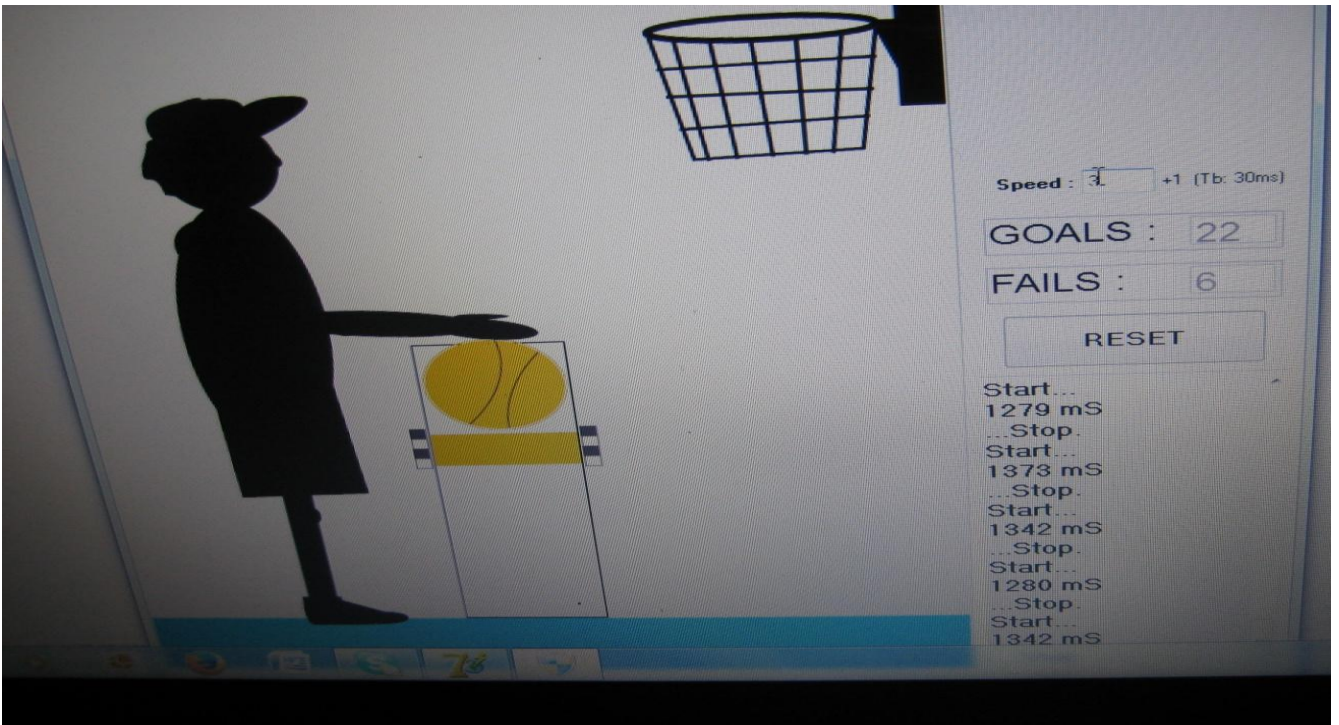 Speed : 3 +1 (Tb: 30ms)
GOALS : 22
FAILS : 6
RESET
Start...
1279 mS
...Stop.
Start...
1373 mS
...Stop.
Start...
1342 mS
...Stop.
Start...
1280 mS
...Stop.
Start...
1342 mS